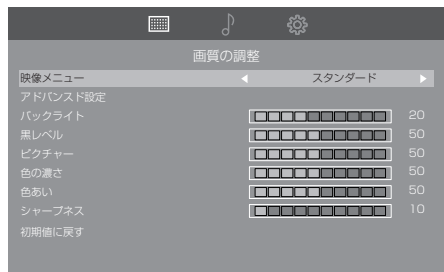 画質の調整
映像メニュー スタンダード
アドバンスド設定
バックライト 20
黒レベル 50
ピクチャー 50
色の濃さ 50
色あい 50
シャープネス 10
初期値に戻す